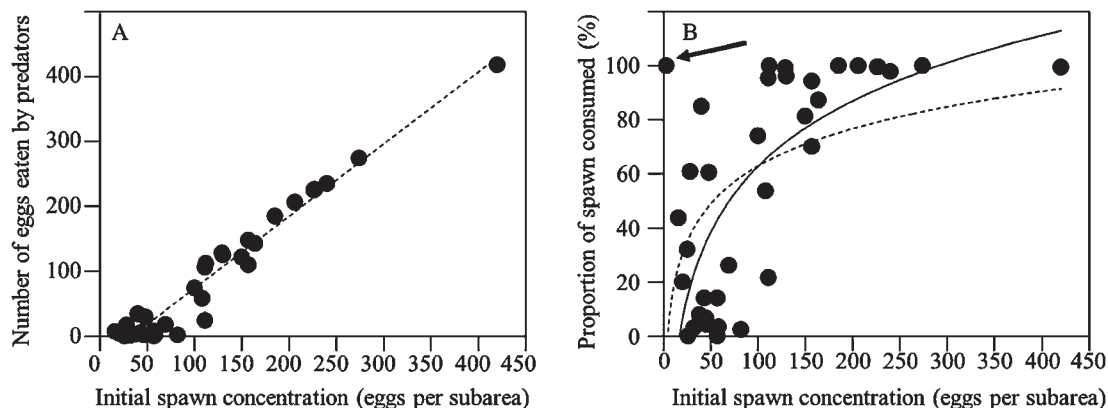 A
Number of eggs eaten by predators
400
300
200
100
0
0 50 100 150 200 250 300 350 400 450
Initial spawn concentration (eggs per subarea)
B
Proportion of spawn consumed (%)
100
80
60
40
20
0
0 50 100 150 200 250 300 350 400 450
Initial spawn concentration (eggs per subarea)